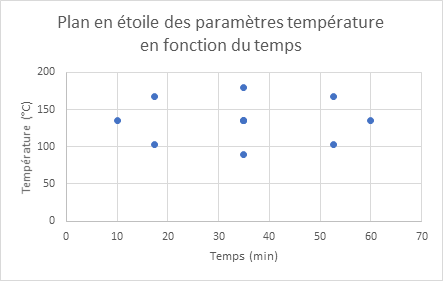 Plan en étoile des paramètres température
en fonction du temps
200
150
100
50
0
Température (°C)
0 10 20 30 40 50 60 70
Temps (min)